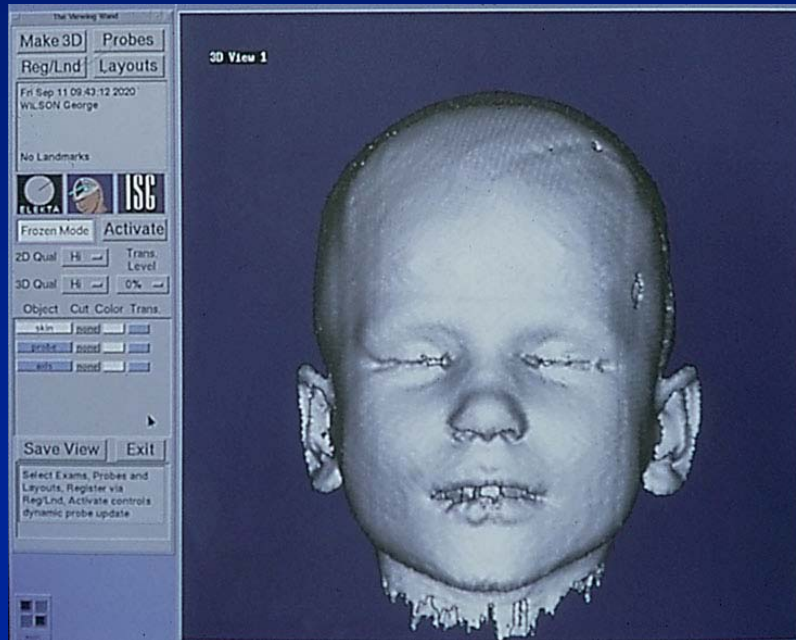 The Viewing Wand
Make 3D Probes
Reg/Lnd Layouts
Fri Sep 11 09:43:12 2020
WILSON George
No Landmarks
ELEKTA ISG
Frozen Mode Activate
2D Qual Hi Trans.
Level
3D Qual Hi 0%
Object Cut Color Trans.
skin none
probe none
none
Save View Exit
Select Exams, Probes and
Layouts, Register via
Reg/Lnd, Activate controls
dynamic probe update
3D View 1